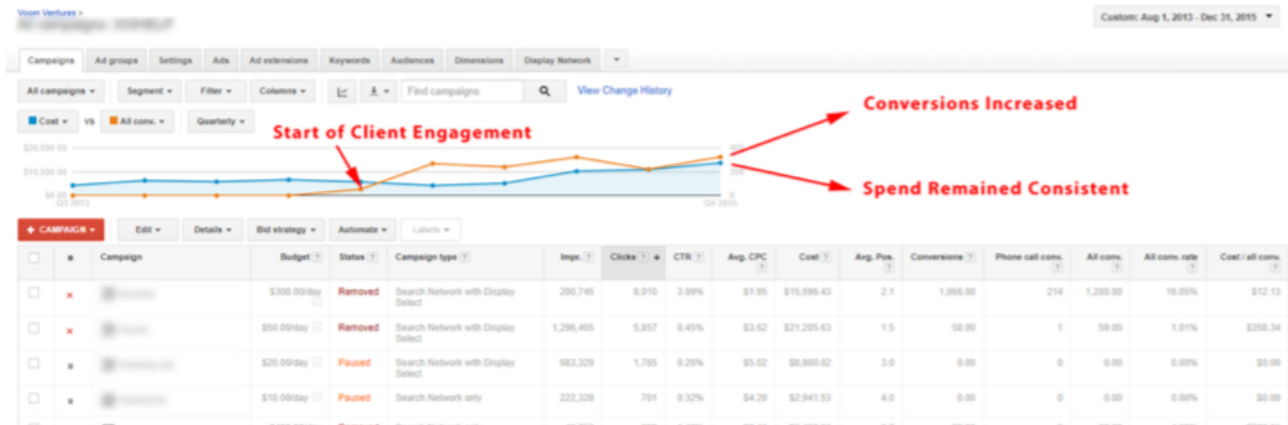 Voom Ventures >
Custom: Aug 1, 2013 - Dec 31, 2015
Campaigns Ad groups Settings Ads Ad extensions Keywords Audiences Dimensions Display Network
All campaigns Segment Filter Columns Find campaigns View Change History
Cost VS All conv. Quarterly
Conversions Increased
Start of Client Engagement
$20,000.00 400
$10,000.00 200
Spend Remained Consistent
$0.00 0
Q3 2013 Q4 2015
+ CAMPAIGN Edit Details Bid strategy Automate Labels
Campaign Budget ? Status ? Campaign type ? Impr. ? Clicks ? CTR ? Avg. CPC ? Cost ? Avg. Pos. ? Conversions ? Phone call conv. ? All conv. ? All conv. rate ? Cost / all conv. ?
$300.00/day Removed Search Network with Display Select 200,745 8,010 3.99% $1.95 $15,596.43 2.1 1,066.00 214 1,280.00 16.05% $12.13
$50.00/day Removed Search Network with Display Select 1,296,465 5,857 0.45% $3.62 $21,205.63 1.5 58.00 1 59.00 1.01% $358.34
$20.00/day Paused Search Network with Display Select 683,329 1,765 0.26% $5.02 $8,860.02 3.0 0.00 0 0.00 0.00% $0.00
$10.00/day Paused Search Network only 222,328 701 0.32% $4.20 $2,941.53 4.0 0.00 0 0.00 0.00% $0.00